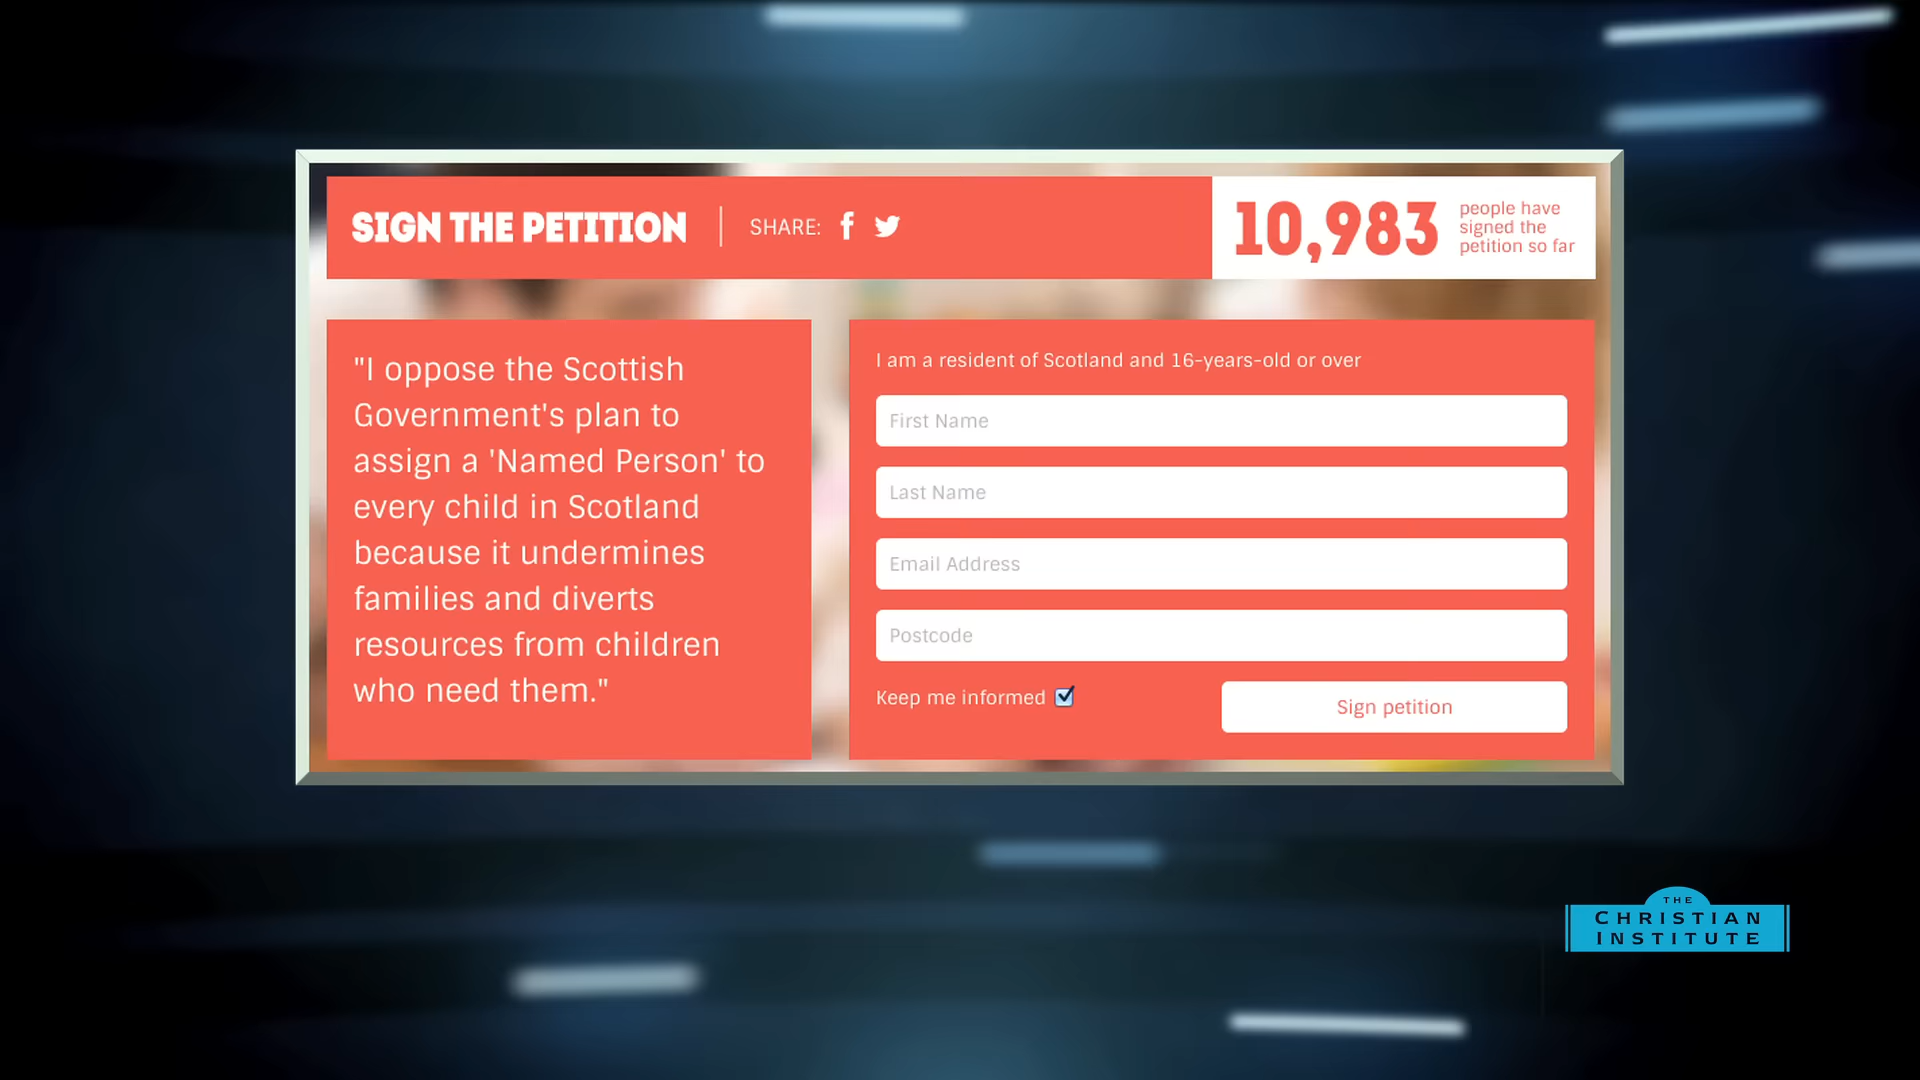 SIGN THE PETITION
SHARE:
10,983
people have
signed the
petition so far
"I oppose the Scottish
Government's plan to
assign a 'Named Person' to
every child in Scotland
because it undermines
families and diverts
resources from children
who need them."
I am a resident of Scotland and 16-years-old or over
First Name
Last Name
Email Address
Postcode
Keep me informed
Sign petition
THE
CHRISTIAN
INSTITUTE